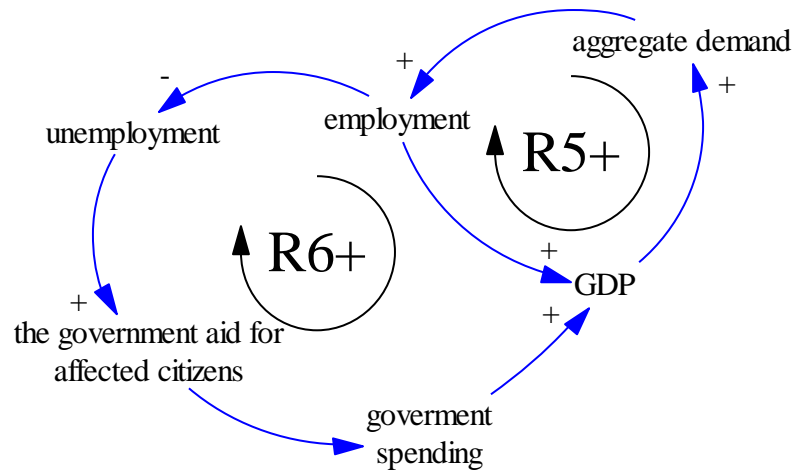 aggregate demand
+
+
-
employment
unemployment
R5+
R6+
+
GDP
+
+
the government aid for
affected citizens
goverment
spending